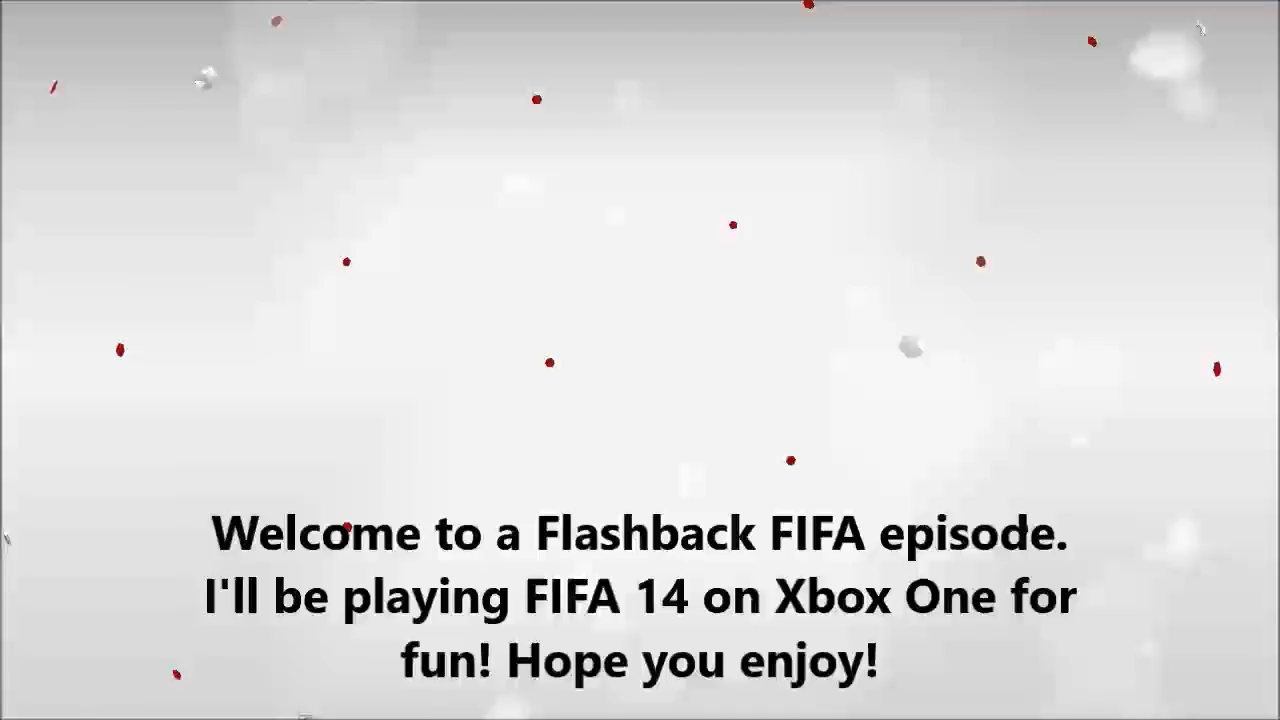 Welcome to a Flashback FIFA episode.
I'll be playing FIFA 14 on Xbox One for
fun! Hope you enjoy!